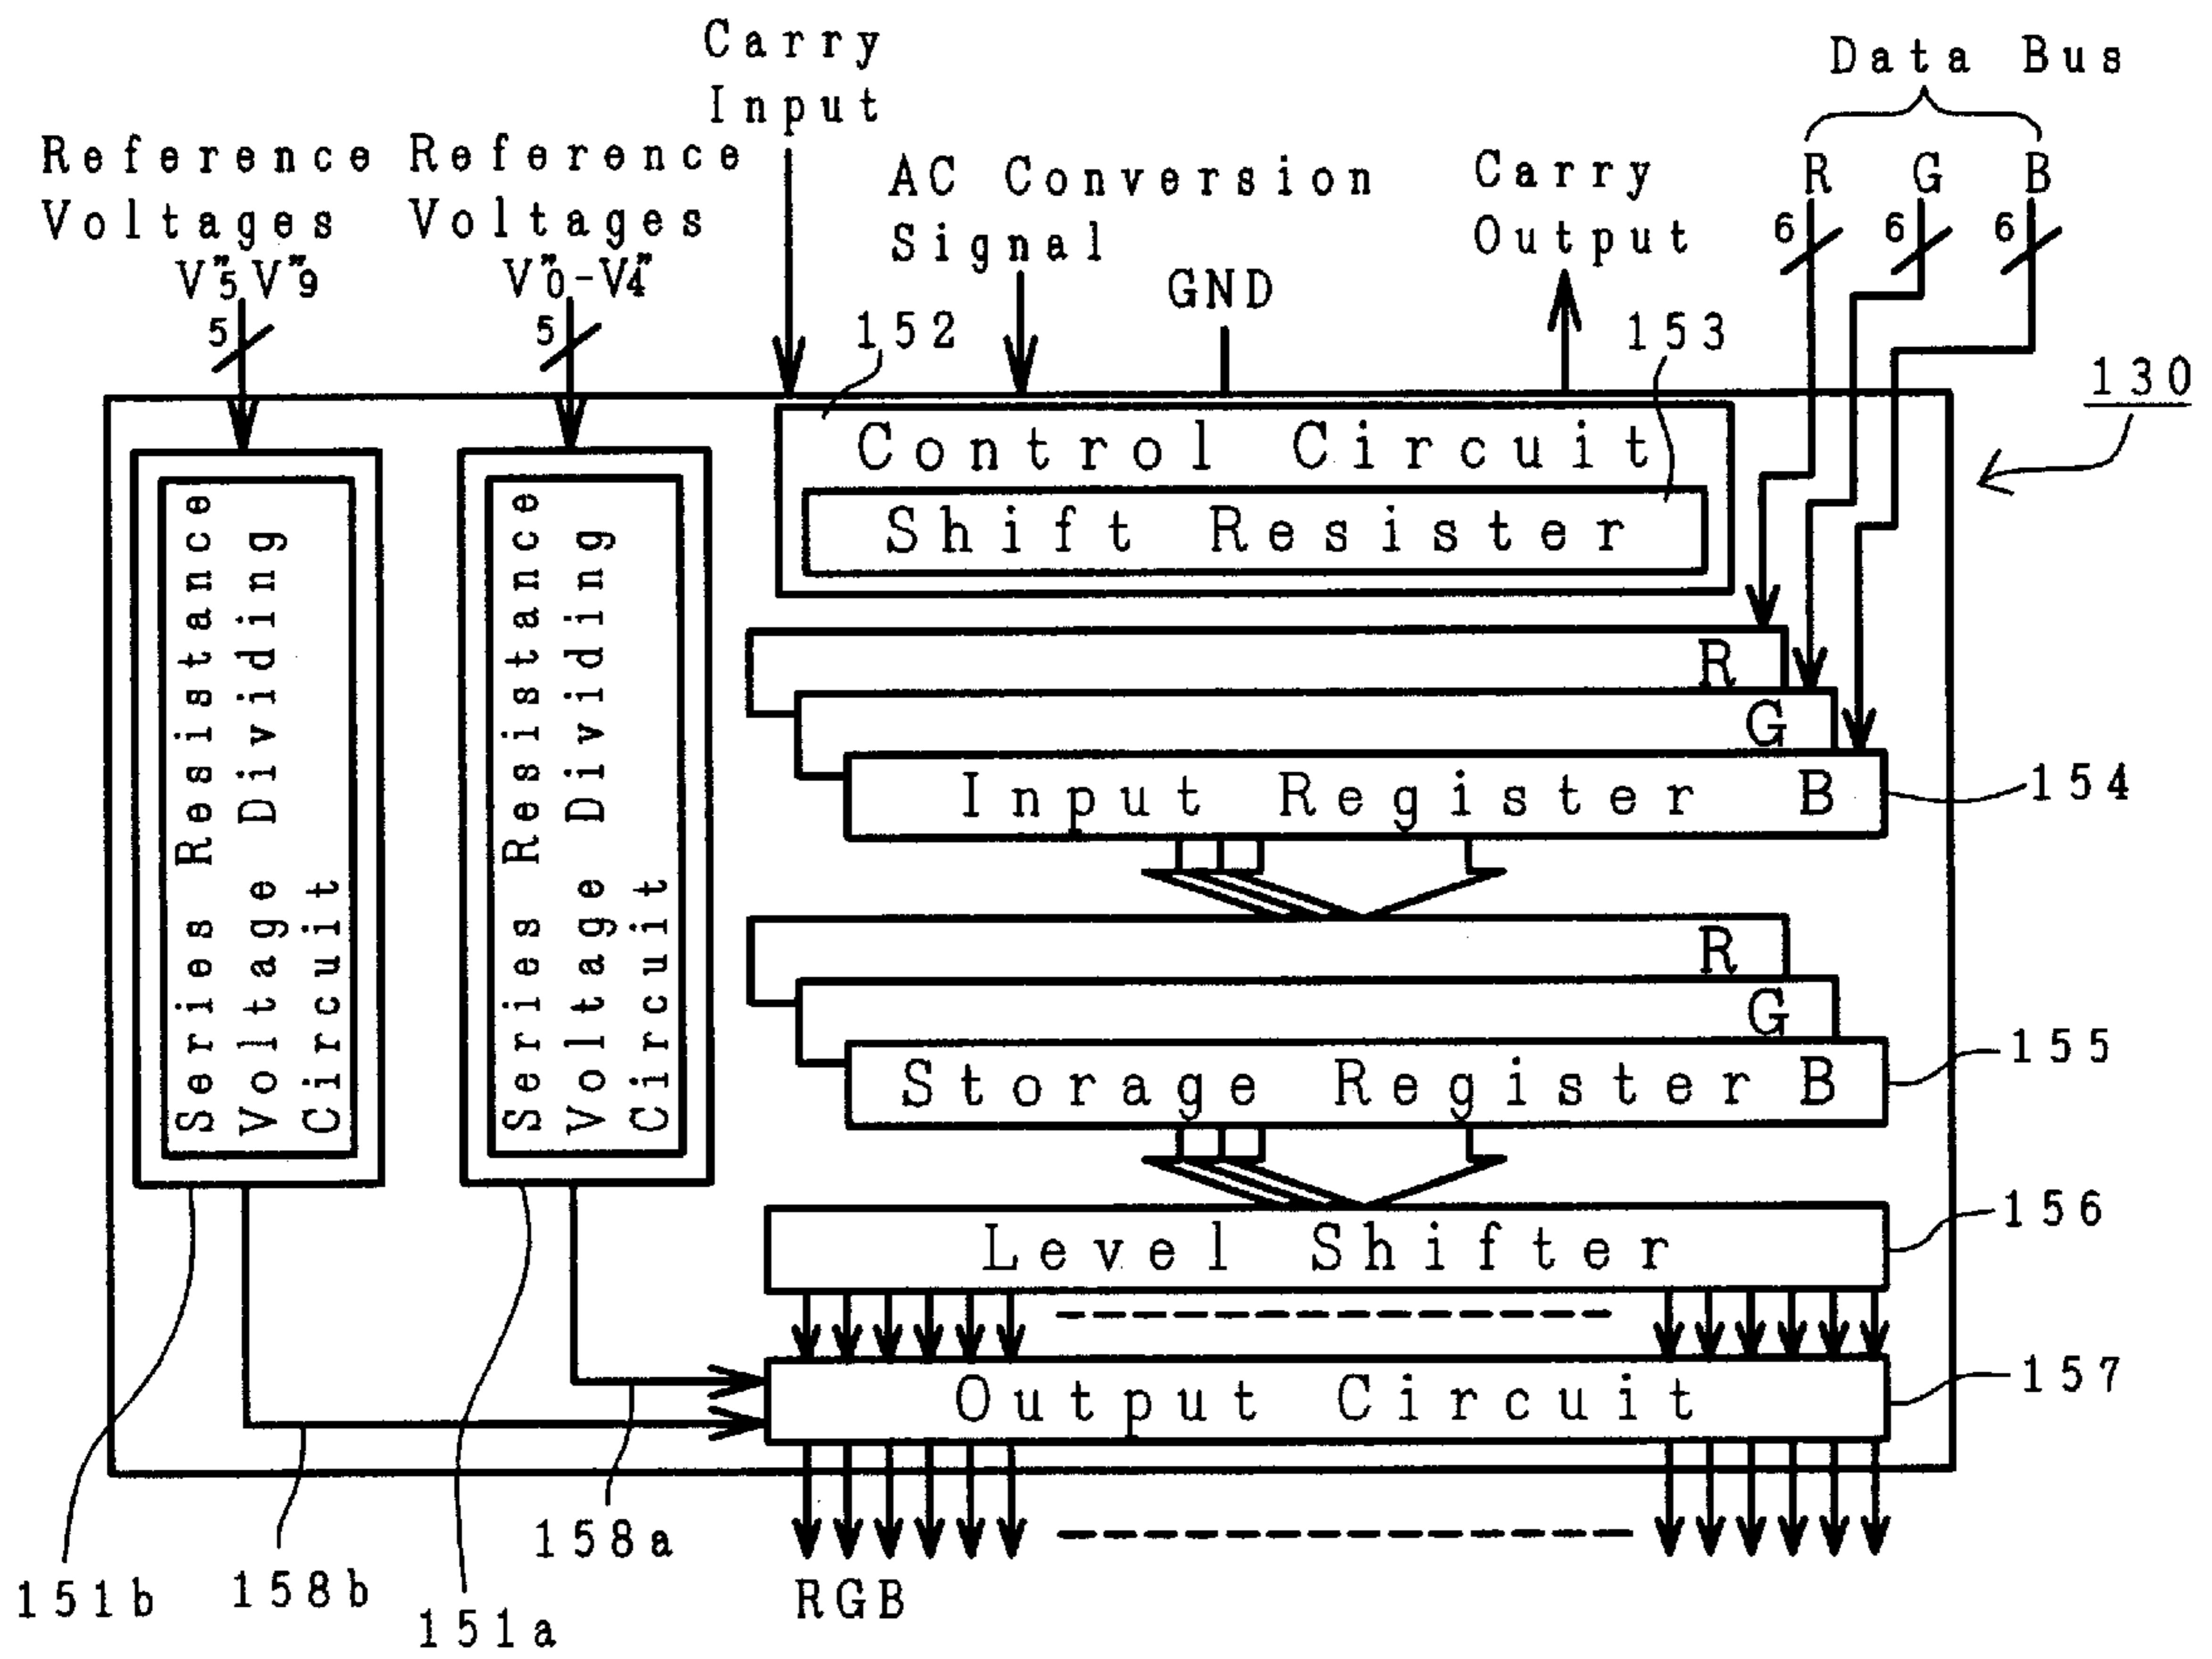 Carry
Input
Data Bus
Reference
Voltages
V"5 V"9
Reference
Voltages
V"0-V4"
AC Conversion
Signal
GND
Carry
Output
R G B
6 6 6
5
5
152
153
130
Control Circuit
Shift Resister
Series Resistance
Voltage Dividing
Circuit
Series Resistance
Voltage Dividing
Circuit
R
G
Input Register B
154
R
G
Storage Register B
155
Level Shifter
156
Output Circuit
157
151b
158b
151a
158a
RGB